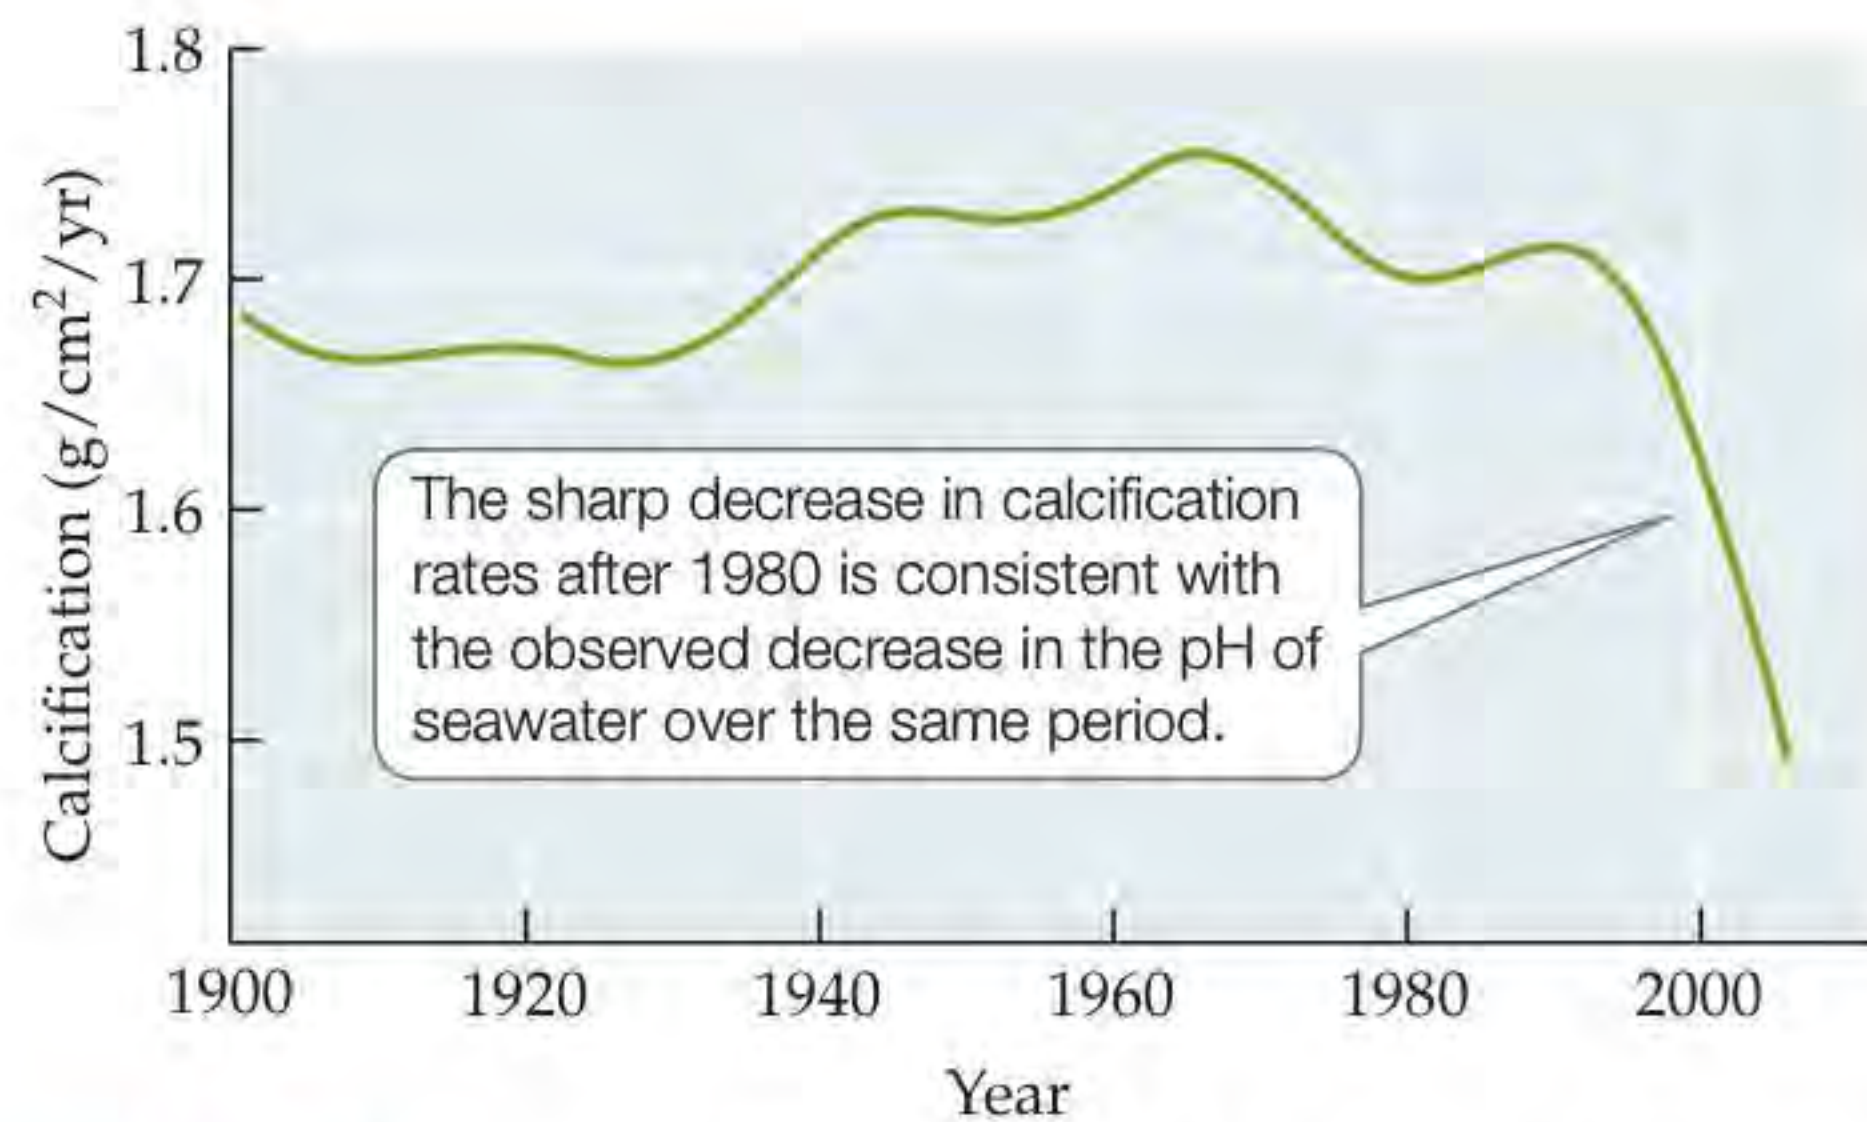 1.8
1.7
1.6
1.5
Calcification (g/cm²/yr)
The sharp decrease in calcification
rates after 1980 is consistent with
the observed decrease in the pH of
seawater over the same period.
1900 1920 1940 1960 1980 2000
Year